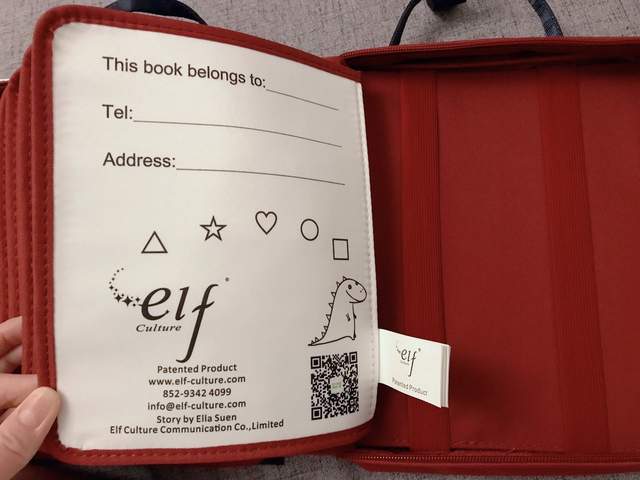 This book belongs to:
Tel:
Address:
elf
Culture
Patented Product
www.elf-culture.com
852-9342 4099
info@elf-culture.com
Story by Ella Suen
Elf Culture Communication Co.,Limited
elf
Patented Product